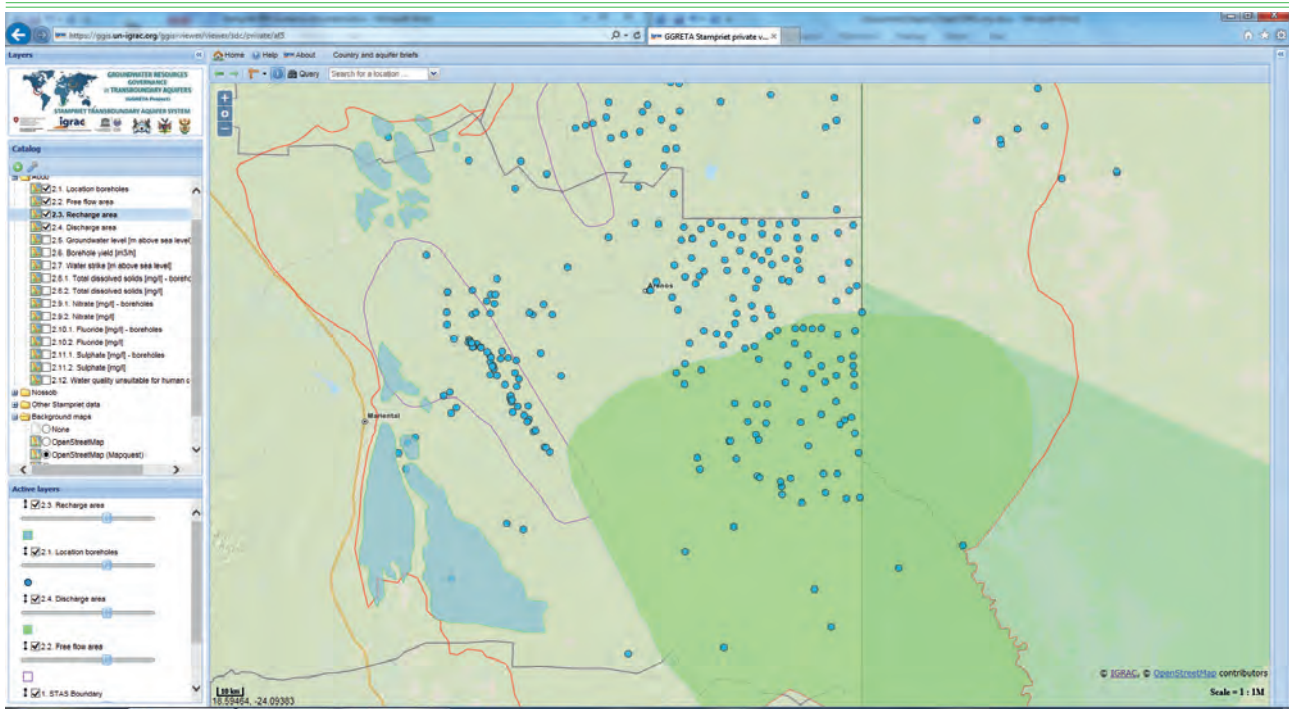 https://ggis.un-igrac.org/ggis-viewer/viewer/sdc/private/af5
GGRETA Stampriet private v...
Layers
Home Help About Country and aquifer briefs
Query Search for a location ...
GROUNDWATER RESOURCES
GOVERNANCE
in TRANSBOUNDARY AQUIFERS
(GGRETA Project)
STAMPRIET TRANSBOUNDARY AQUIFER SYSTEM
igrac
Catalog
2.1. Location boreholes
2.2. Free flow area
2.3. Recharge area
2.4. Discharge area
2.5. Groundwater level [m above sea level]
2.6. Borehole yield [m3/h]
2.7. Water strike [m above sea level]
2.8.1. Total dissolved solids [mg/l] - boreho
2.8.2. Total dissolved solids [mg/l]
2.9.1. Nitrate [mg/l] - boreholes
2.9.2. Nitrate [mg/l]
2.10.1. Fluoride [mg/l] - boreholes
2.10.2. Fluoride [mg/l]
2.11.1. Sulphate [mg/l] - boreholes
2.11.2. Sulphate [mg/l]
2.12. Water quality unsuitable for human c
Nossob
Other Stampriet data
Background maps
None
OpenStreetMap
OpenStreetMap (Mapquest)
Active layers
2.3. Recharge area
2.1. Location boreholes
2.4. Discharge area
2.2. Free flow area
1. STAS Boundary
Aranos
Mariental
10 km
18.59464, -24.09383
© IGRAC, © OpenStreetMap contributors
Scale = 1 : 1M